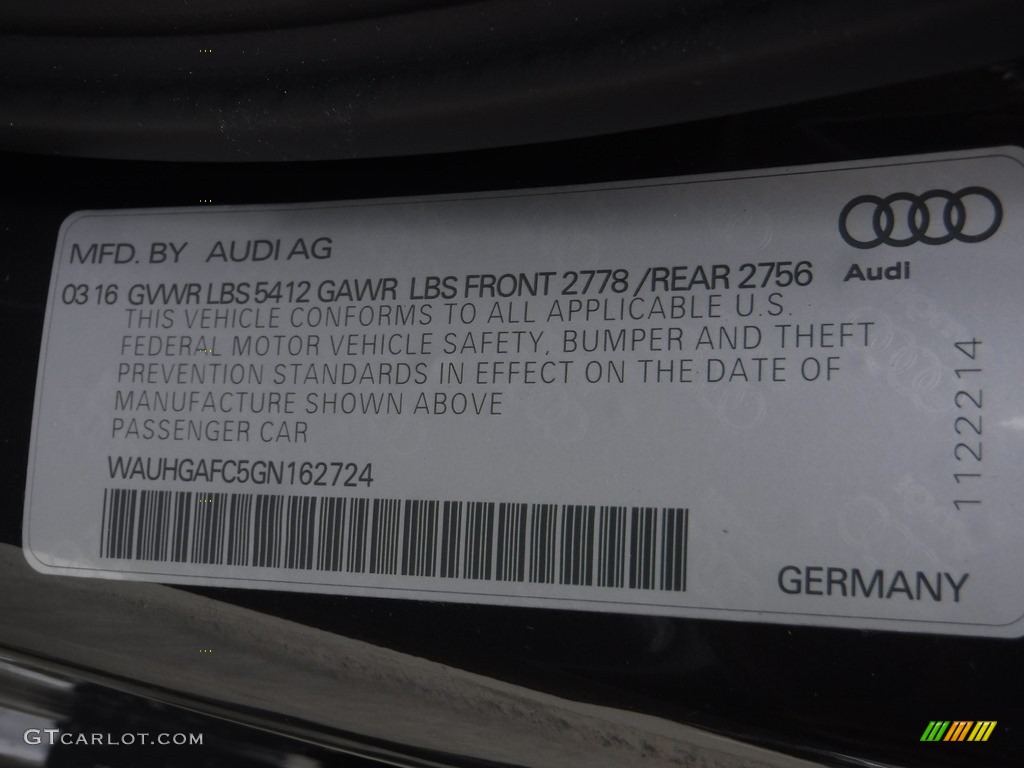 Audi
MFD. BY AUDI AG
03 16 GVWR LBS 5412 GAWR LBS FRONT 2778 /REAR 2756
THIS VEHICLE CONFORMS TO ALL APPLICABLE U.S.
FEDERAL MOTOR VEHICLE SAFETY, BUMPER AND THEFT
PREVENTION STANDARDS IN EFFECT ON THE DATE OF
MANUFACTURE SHOWN ABOVE
PASSENGER CAR
WAUHGAFC5GN162724
1122214
GERMANY
GTCARLOT.COM